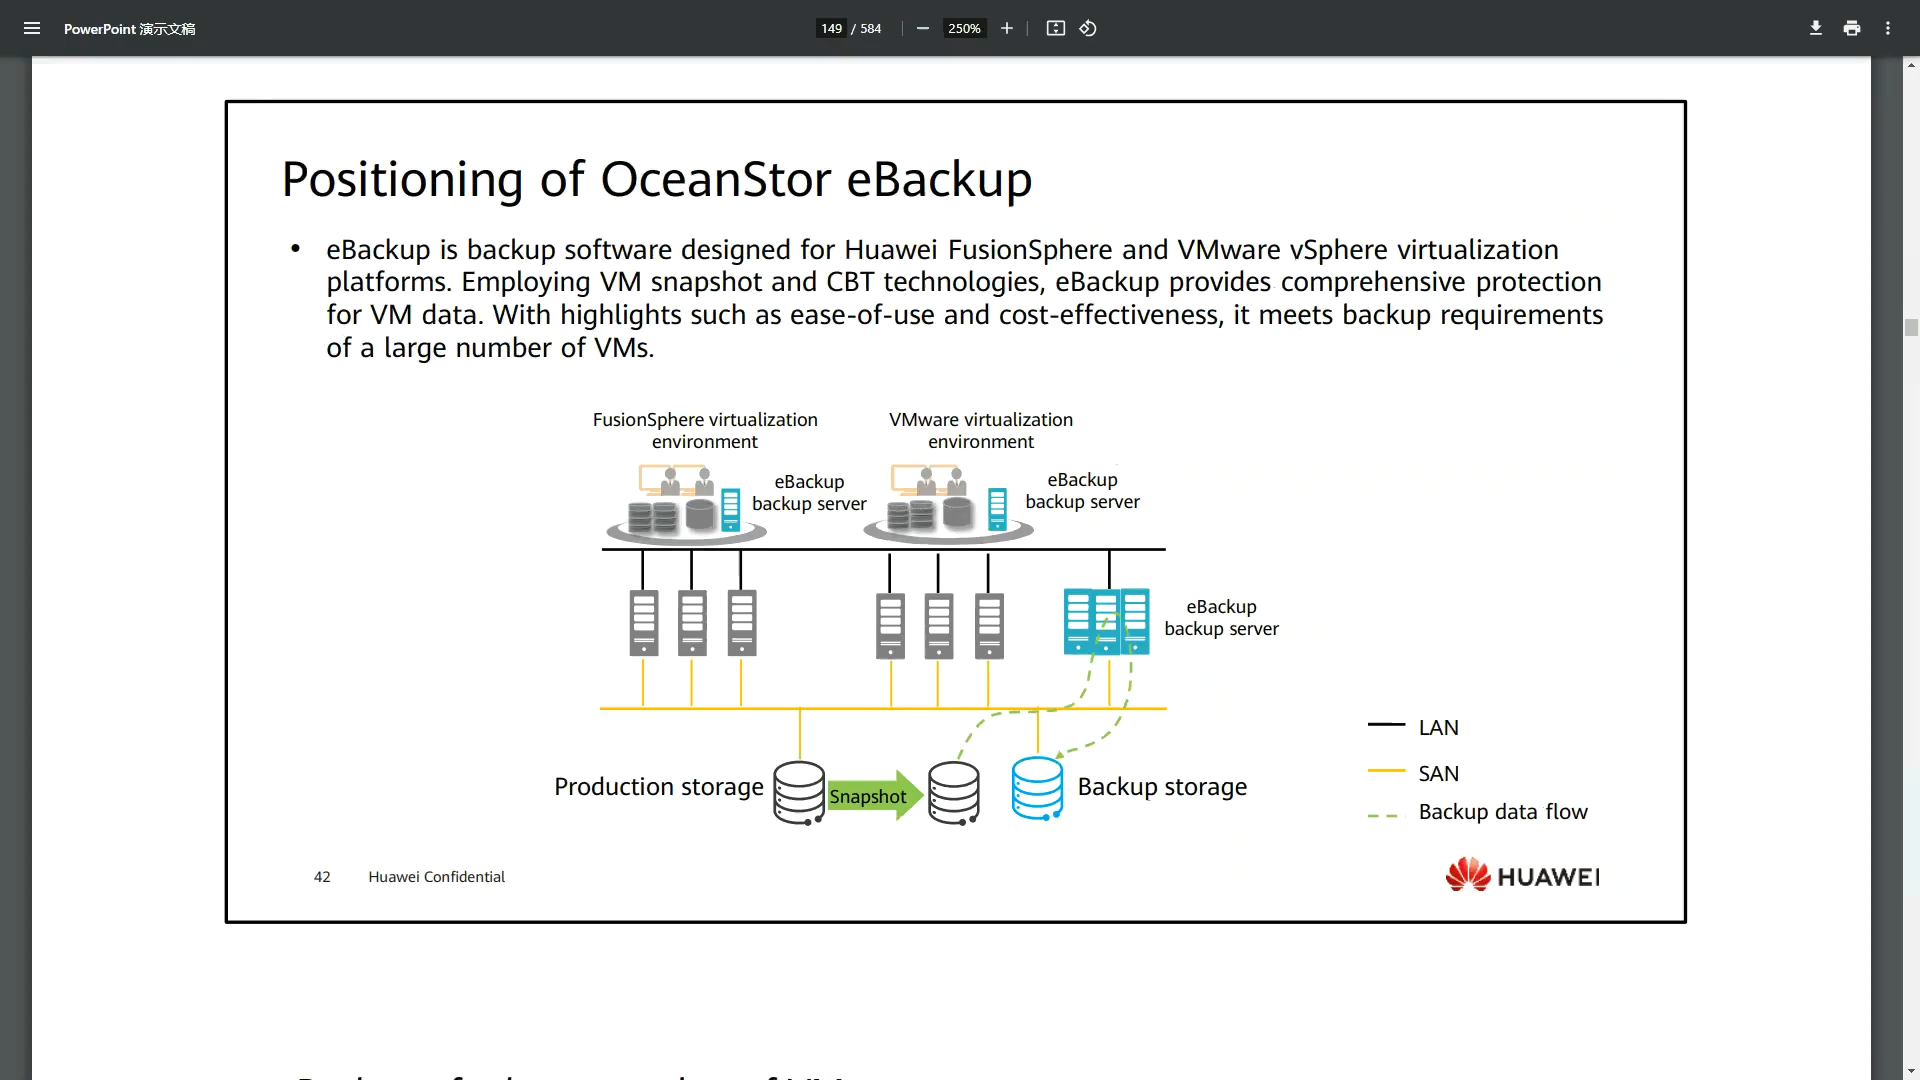 PowerPoint 演示文稿
149 / 584
250%
Positioning of OceanStor eBackup
• eBackup is backup software designed for Huawei FusionSphere and VMware vSphere virtualization
platforms. Employing VM snapshot and CBT technologies, eBackup provides comprehensive protection
for VM data. With highlights such as ease-of-use and cost-effectiveness, it meets backup requirements
of a large number of VMs.
FusionSphere virtualization
environment
VMware virtualization
environment
eBackup
backup server
eBackup
backup server
eBackup
backup server
Production storage
Snapshot
Backup storage
LAN
SAN
Backup data flow
42
Huawei Confidential
HUAWEI